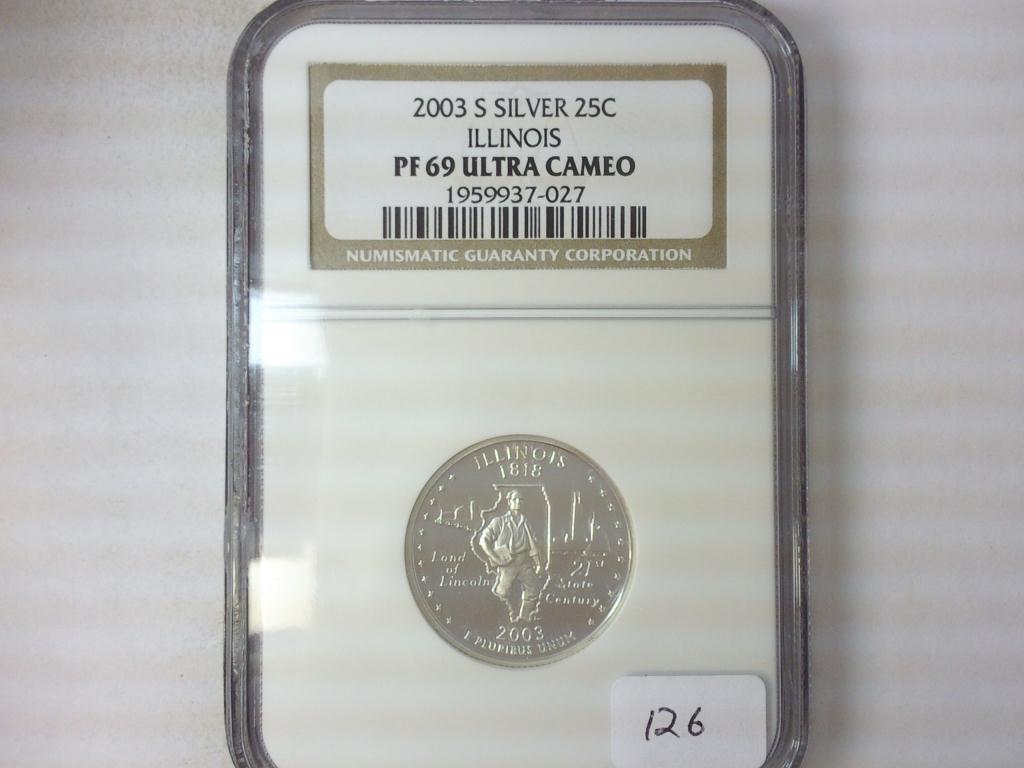 2003 S SILVER 25C
ILLINOIS
PF 69 ULTRA CAMEO
1959937-027
NUMISMATIC GUARANTY CORPORATION
ILLINOIS
1818
Land
of
Lincoln
21st
State
Century
2003
E PLURIBUS UNUM
126